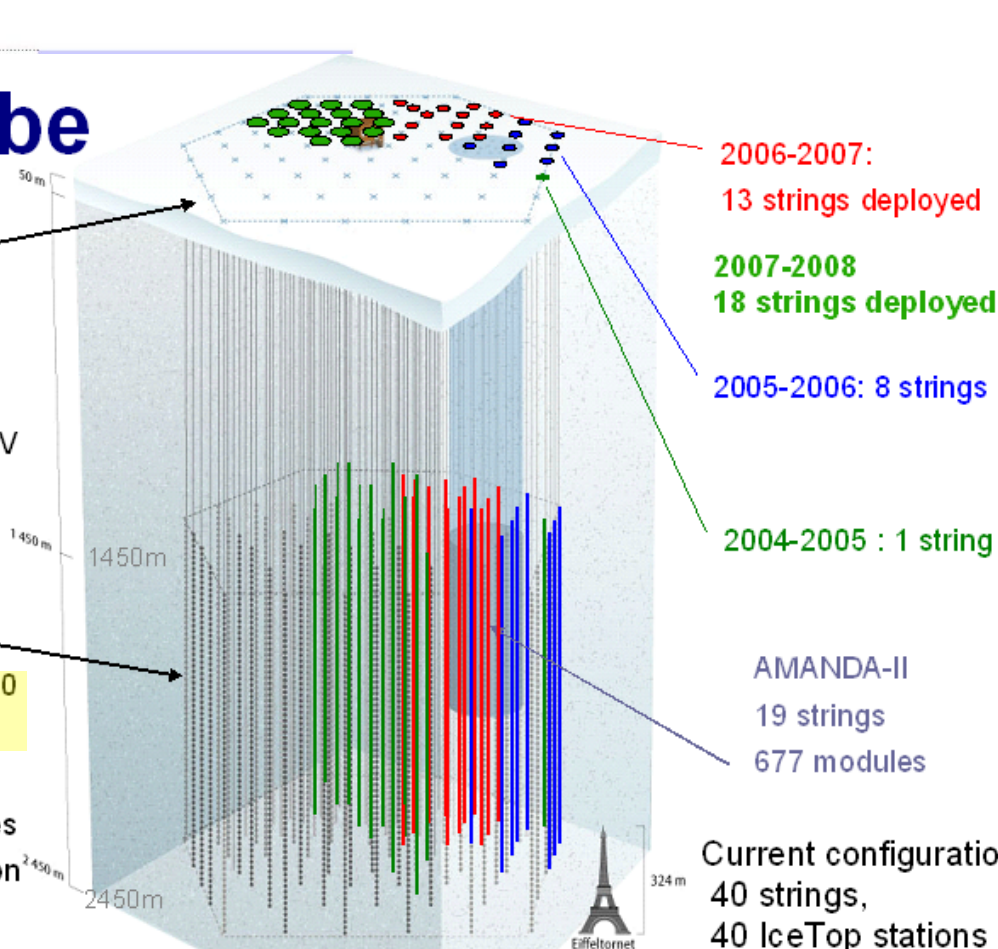 be
50 m
2006-2007:
13 strings deployed
2007-2008
18 strings deployed
2005-2006: 8 strings
V
1450 m
1450m
2004-2005 : 1 string
AMANDA-II
19 strings
677 modules
0
es
on
2450 m
2450m
324 m
Eiffeltornet
Current configuratio
40 strings,
40 IceTop stations